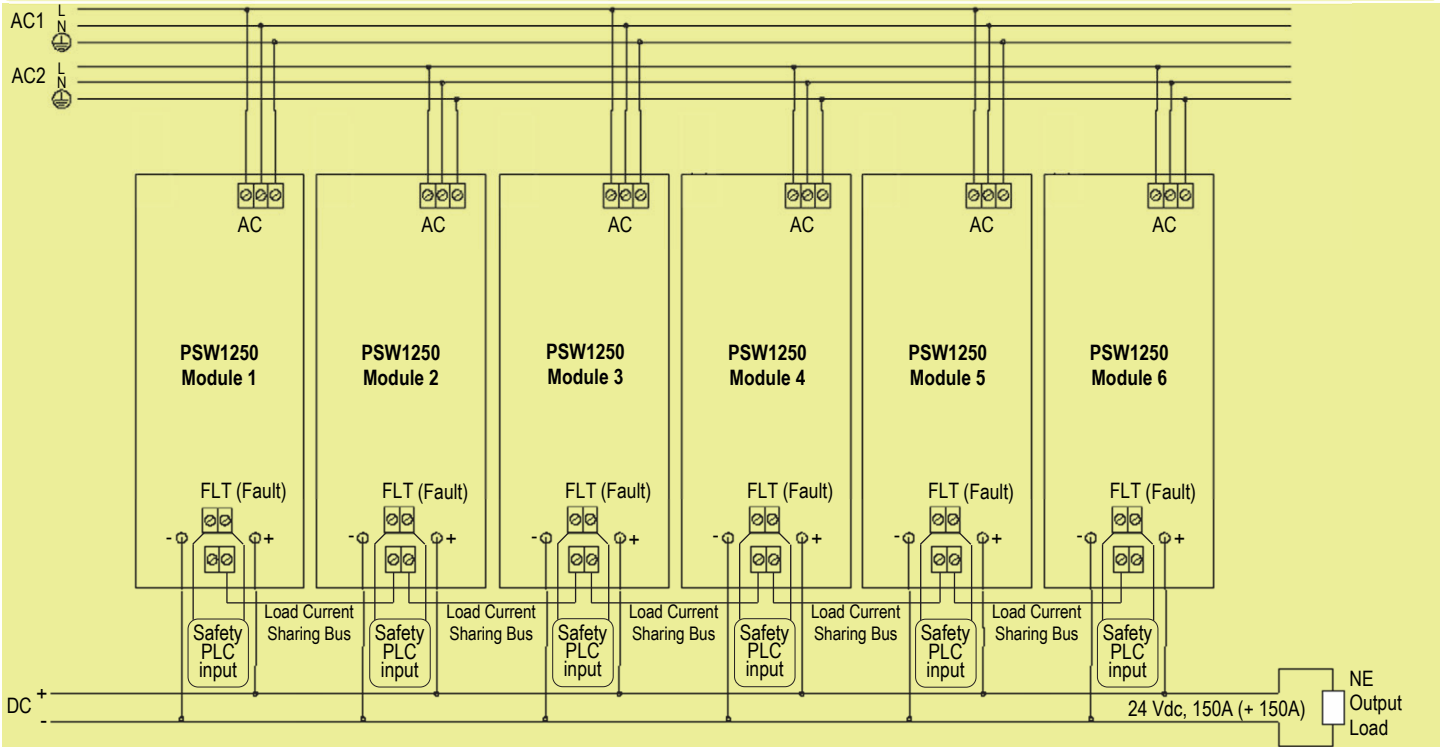 AC1 L
N
AC2 L
N
AC AC AC AC AC AC
PSW1250 PSW1250 PSW1250 PSW1250 PSW1250 PSW1250
Module 1 Module 2 Module 3 Module 4 Module 5 Module 6
FLT (Fault) FLT (Fault) FLT (Fault) FLT (Fault) FLT (Fault) FLT (Fault)
- + - + - + - + - + - +
Load Current Load Current Load Current Load Current Load Current
Sharing Bus Sharing Bus Sharing Bus Sharing Bus Sharing Bus
Safety Safety Safety Safety Safety Safety
PLC PLC PLC PLC PLC PLC
input input input input input input
DC +
-
24 Vdc, 150A (+ 150A)
NE
Output
Load